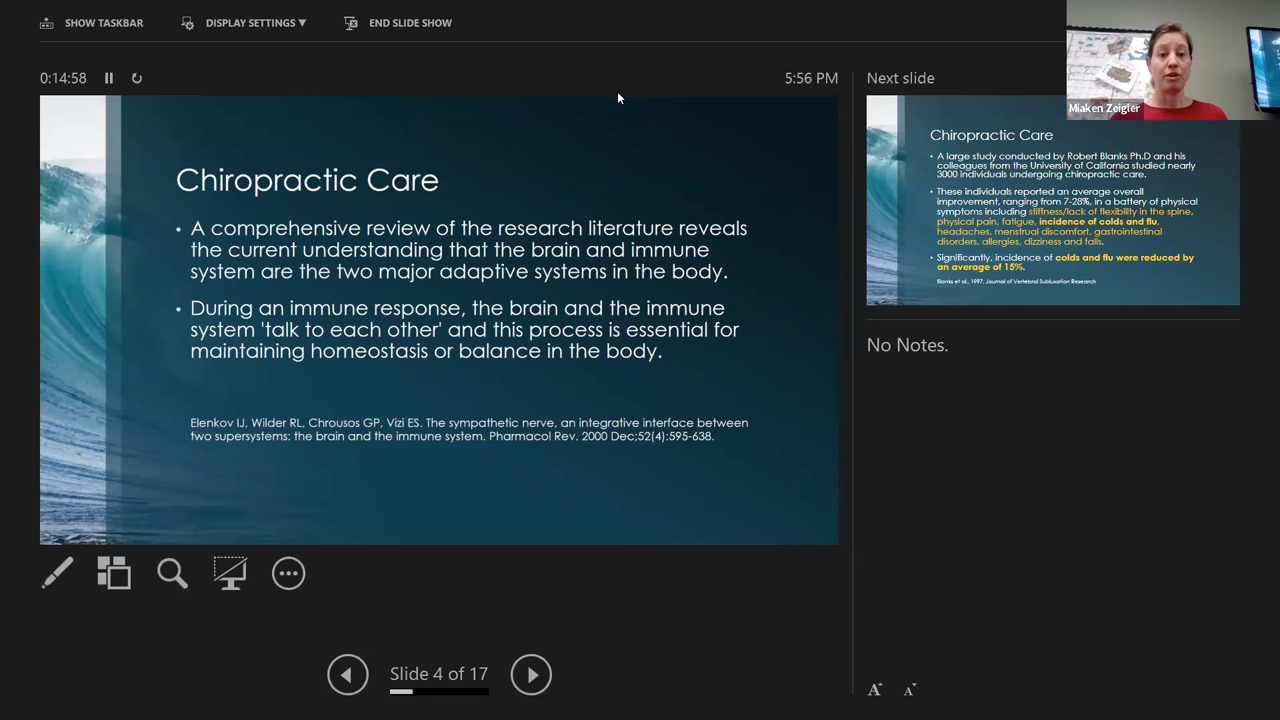 SHOW TASKBAR
DISPLAY SETTINGS ▼
END SLIDE SHOW
0:14:58
5:56 PM
Chiropractic Care
• A comprehensive review of the research literature reveals
the current understanding that the brain and immune
system are the two major adaptive systems in the body.
• During an immune response, the brain and the immune
system 'talk to each other' and this process is essential for
maintaining homeostasis or balance in the body.
Elenkov IJ, Wilder RL, Chrousos GP, Vizi ES. The sympathetic nerve, an integrative interface between
two supersystems: the brain and the immune system. Pharmacol Rev. 2000 Dec;52(4):595-638.
Slide 4 of 17
Next slide
Miaken Zeigler
Chiropractic Care
• A large study conducted by Robert Blanks Ph.D and his
colleagues from the University of California studied nearly
3000 individuals undergoing chiropractic care.
• These individuals reported an average overall
improvement, ranging from 7-28%, in a battery of physical
symptoms including stiffness/lack of flexibility in the spine,
physical pain, fatigue, incidence of colds and flu,
headaches, menstrual discomfort, gastrointestinal
disorders, allergies, dizziness and falls.
• Significantly, incidence of colds and flu were reduced by
an average of 15%.
Blanks et al., 1997, Journal of Vertebral Subluxation Research
No Notes.
A A